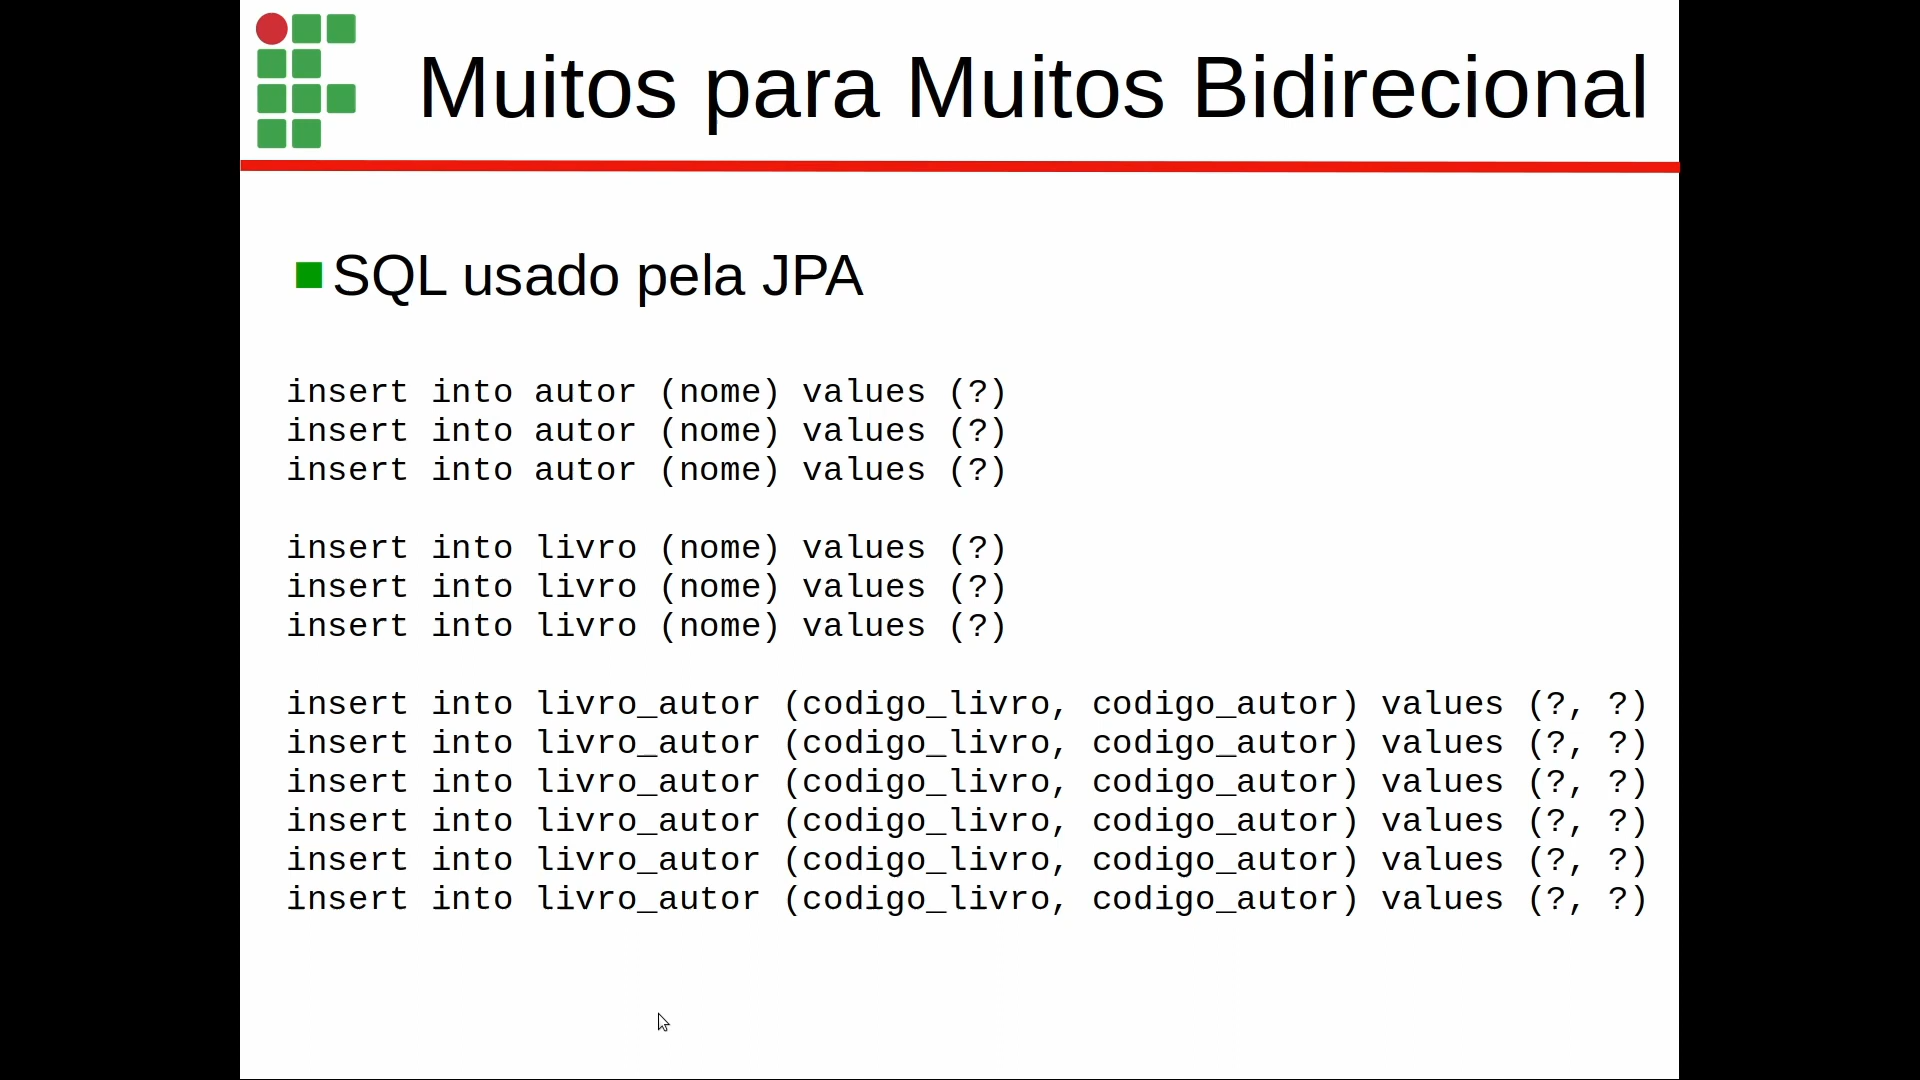 Muitos para Muitos Bidirecional
SQL usado pela JPA
insert into autor (nome) values (?)
insert into autor (nome) values (?)
insert into autor (nome) values (?)
insert into livro (nome) values (?)
insert into livro (nome) values (?)
insert into livro (nome) values (?)
insert into livro_autor (codigo_livro, codigo_autor) values (?, ?)
insert into livro_autor (codigo_livro, codigo_autor) values (?, ?)
insert into livro_autor (codigo_livro, codigo_autor) values (?, ?)
insert into livro_autor (codigo_livro, codigo_autor) values (?, ?)
insert into livro_autor (codigo_livro, codigo_autor) values (?, ?)
insert into livro_autor (codigo_livro, codigo_autor) values (?, ?)